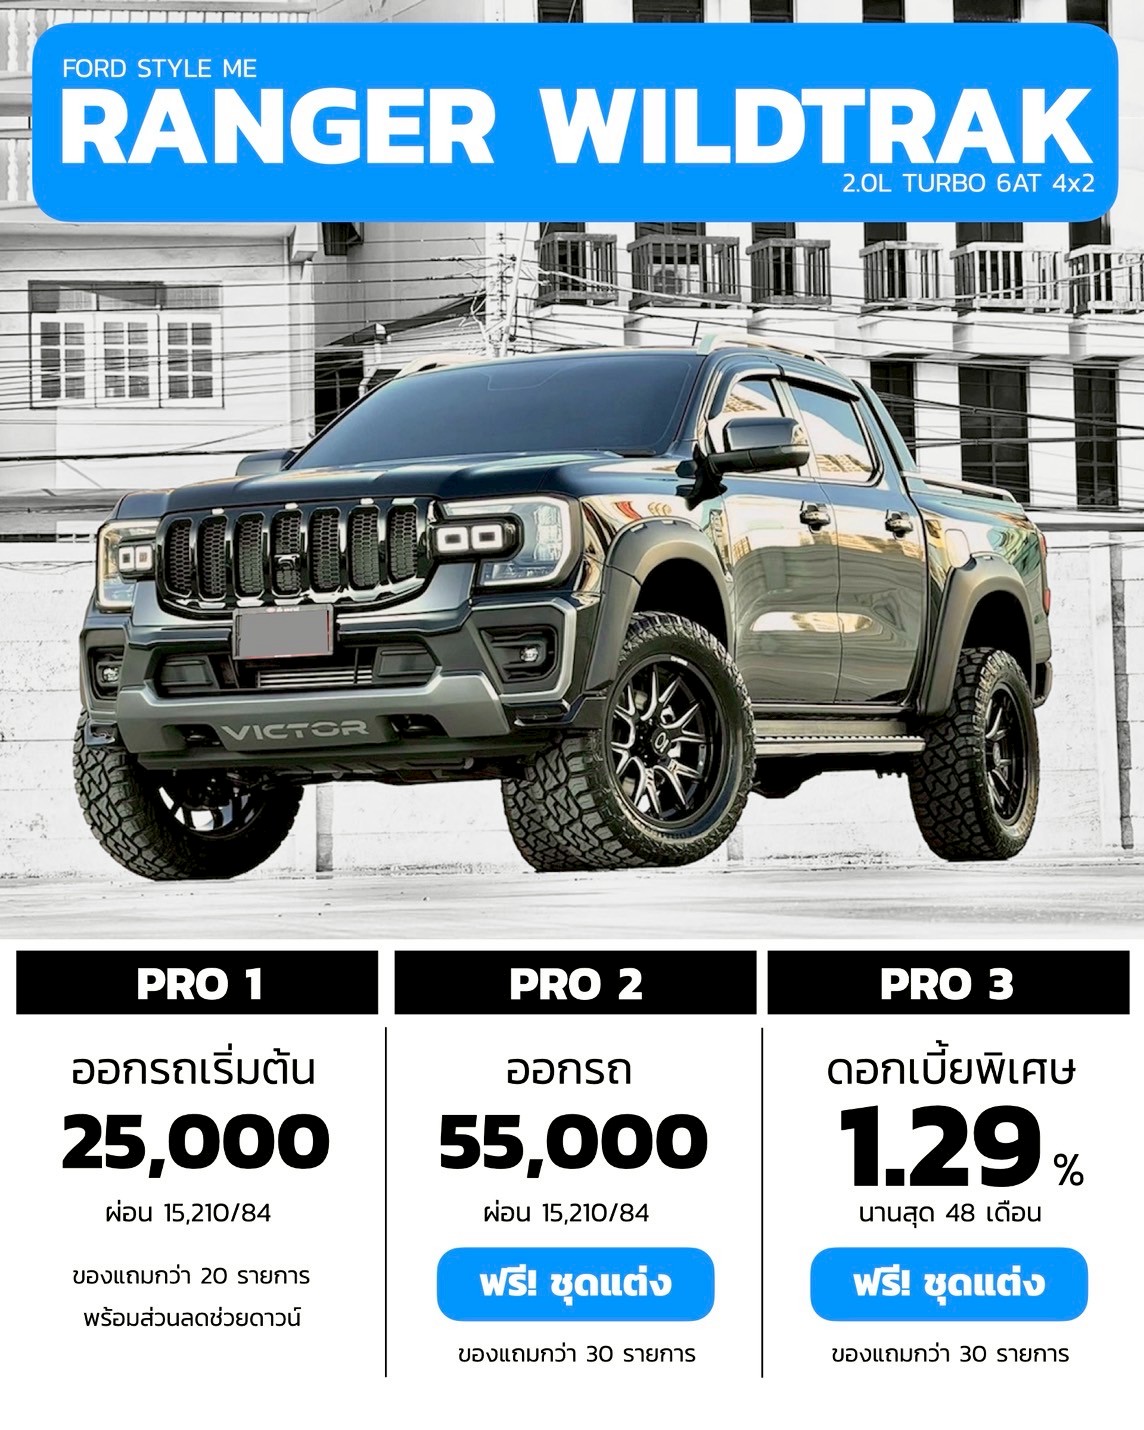 FORD STYLE ME
RANGER WILDTRAK
2.0L TURBO 6AT 4x2
VICTOR
PRO 1
ออกรถเริ่มต้น
25,000
ผ่อน 15,210/84
ของแถมกว่า 20 รายการ
พร้อมส่วนลดช่วยดาวน์
PRO 2
ออกรถ
55,000
ผ่อน 15,210/84
ฟรี! ชุดแต่ง
ของแถมกว่า 30 รายการ
PRO 3
ดอกเบี้ยพิเศษ
1.29 %
นานสุด 48 เดือน
ฟรี! ชุดแต่ง
ของแถมกว่า 30 รายการ